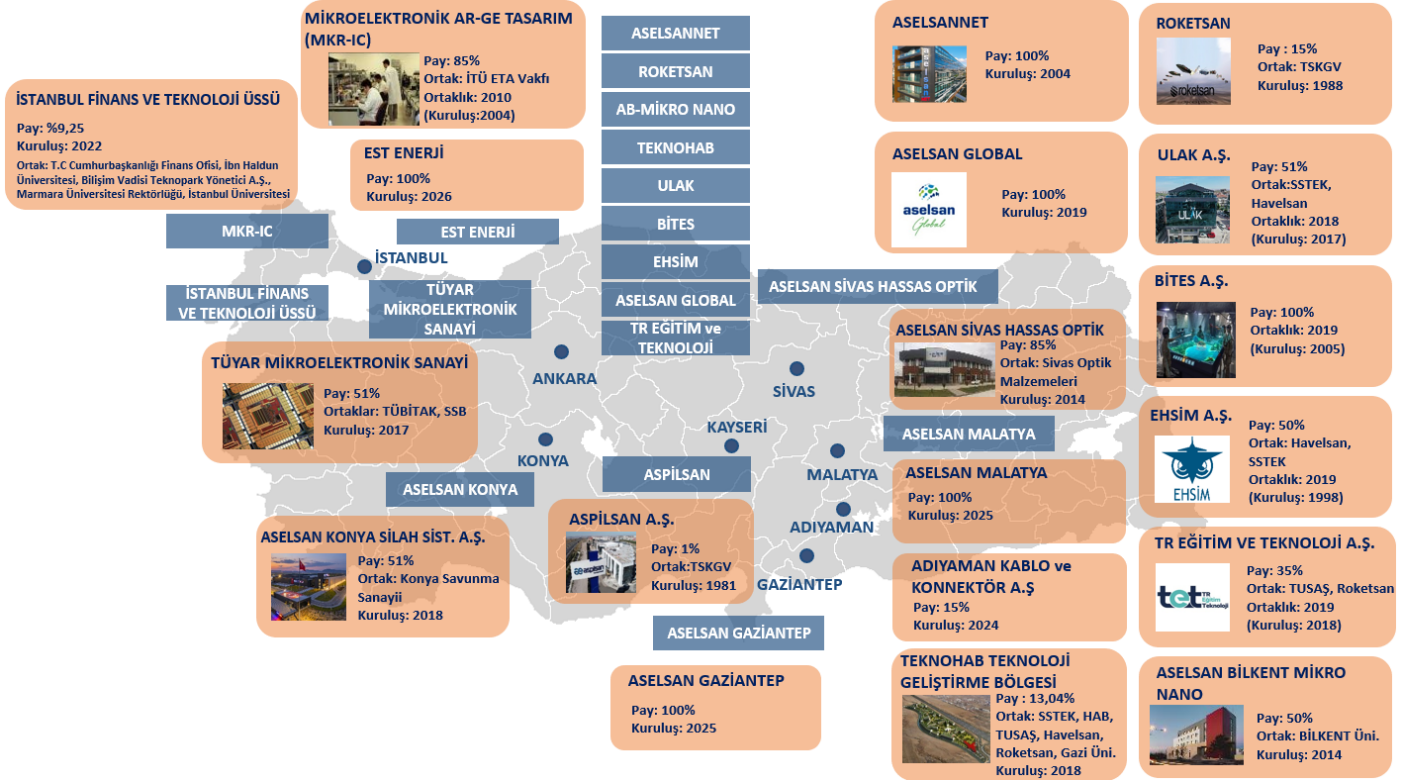 MİKROELEKTRONİK AR-GE TASARIM
(MKR-IC)
Pay: 85%
Ortak: İTÜ ETA Vakfı
Ortaklık: 2010
(Kuruluş:2004)
İSTANBUL FİNANS VE TEKNOLOJİ ÜSSÜ
Pay: %9,25
Kuruluş: 2022
Ortak: T.C Cumhurbaşkanlığı Finans Ofisi, İbn Haldun
Üniversitesi, Bilişim Vadisi Teknopark Yönetici A.Ş.,
Marmara Üniversitesi Rektörlüğü, İstanbul Üniversitesi
EST ENERJİ
Pay: 100%
Kuruluş: 2026
MKR-IC
EST ENERJİ
İSTANBUL
İSTANBUL FİNANS
VE TEKNOLOJİ ÜSSÜ
TÜYAR
MİKROELEKTRONİK
SANAYİ
TÜYAR MİKROELEKTRONİK SANAYİ
Pay: 51%
Ortaklar: TÜBİTAK, SSB
Kuruluş: 2017
ASELSANNET
ROKETSAN
AB-MİKRO NANO
TEKNOHAB
ULAK
BİTES
EHSİM
ASELSAN GLOBAL
TR EĞİTİM ve
TEKNOLOJİ
ANKARA
KONYA
ASELSAN KONYA
ASELSAN KONYA SİLAH SİST. A.Ş.
Pay: 51%
Ortak: Konya Savunma
Sanayii
Kuruluş: 2018
KAYSERİ
ASPİLSAN
ASPİLSAN A.Ş.
aspilsan
Pay: 1%
Ortak:TSKGV
Kuruluş: 1981
ASELSAN SİVAS HASSAS OPTİK
SİVAS
MALATYA
ADIYAMAN
GAZİANTEP
ASELSAN GAZİANTEP
ASELSAN GAZİANTEP
Pay: 100%
Kuruluş: 2025
ASELSANNET
aselsan
Pay: 100%
Kuruluş: 2004
ASELSAN GLOBAL
aselsan
Global
Pay: 100%
Kuruluş: 2019
ASELSAN SİVAS HASSAS OPTİK
Pay: 85%
Ortak: Sivas Optik
Malzemeleri
Kuruluş: 2014
ASELSAN MALATYA
ASELSAN MALATYA
Pay: 100%
Kuruluş: 2025
ADIYAMAN KABLO ve
KONNEKTÖR A.Ş
Pay: 15%
Kuruluş: 2024
TEKNOHAB TEKNOLOJİ
GELİŞTİRME BÖLGESİ
Pay : 13,04%
Ortak: SSTEK, HAB,
TUSAŞ, Havelsan,
Roketsan, Gazi Üni.
Kuruluş: 2018
ROKETSAN
roketsan
Pay : 15%
Ortak: TSKGV
Kuruluş: 1988
ULAK A.Ş.
ULAK
Pay: 51%
Ortak:SSTEK,
Havelsan
Ortaklık: 2018
(Kuruluş: 2017)
BİTES A.Ş.
Pay: 100%
Ortaklık: 2019
(Kuruluş: 2005)
EHSİM A.Ş.
EHSİM
Pay: 50%
Ortak: Havelsan,
SSTEK
Ortaklık: 2019
(Kuruluş: 1998)
TR EĞİTİM VE TEKNOLOJİ A.Ş.
tet TR
Eğitim
Teknoloji
Pay: 35%
Ortak: TUSAŞ, Roketsan
Ortaklık: 2019
(Kuruluş: 2018)
ASELSAN BİLKENT MİKRO
NANO
Pay: 50%
Ortak: BİLKENT Üni.
Kuruluş: 2014